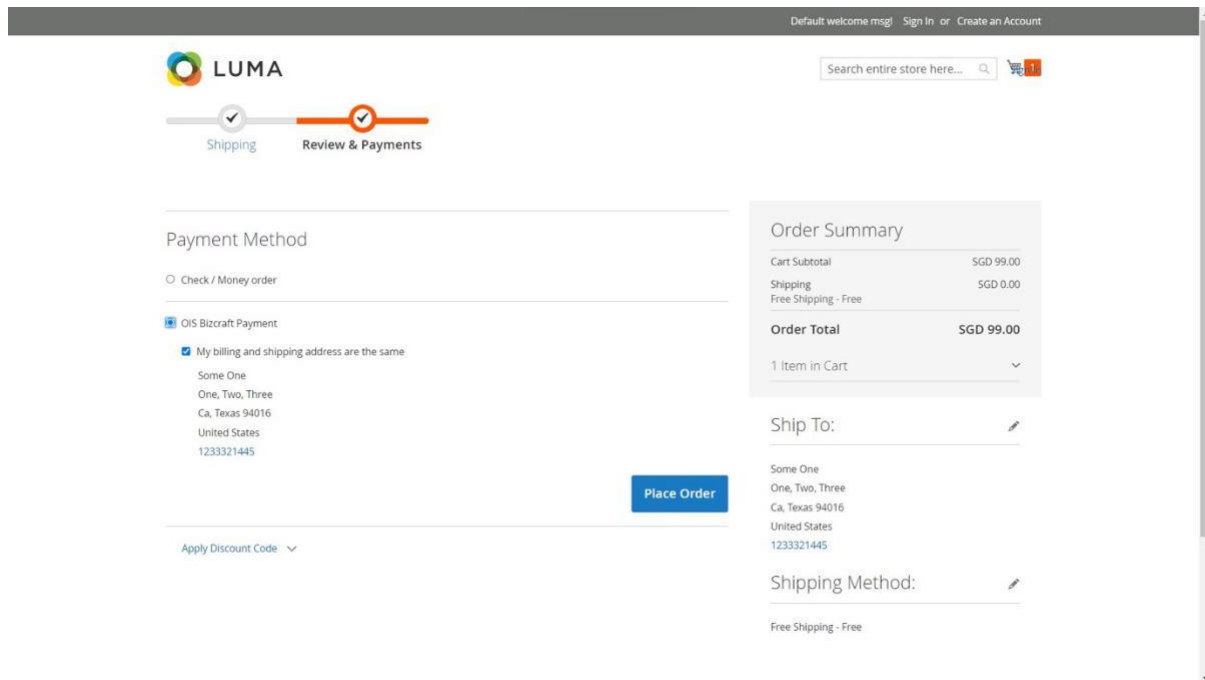 Default welcome msg! Sign In or Create an Account
LUMA
Search entire store here...
1
Shipping
Review & Payments
Payment Method
Check / Money order
OIS Bizcraft Payment
My billing and shipping address are the same
Some One
One, Two, Three
Ca, Texas 94016
United States
1233321445
Place Order
Apply Discount Code
Order Summary
Cart Subtotal SGD 99.00
Shipping SGD 0.00
Free Shipping - Free
Order Total SGD 99.00
1 Item in Cart
Ship To:
Some One
One, Two, Three
Ca, Texas 94016
United States
1233321445
Shipping Method:
Free Shipping - Free